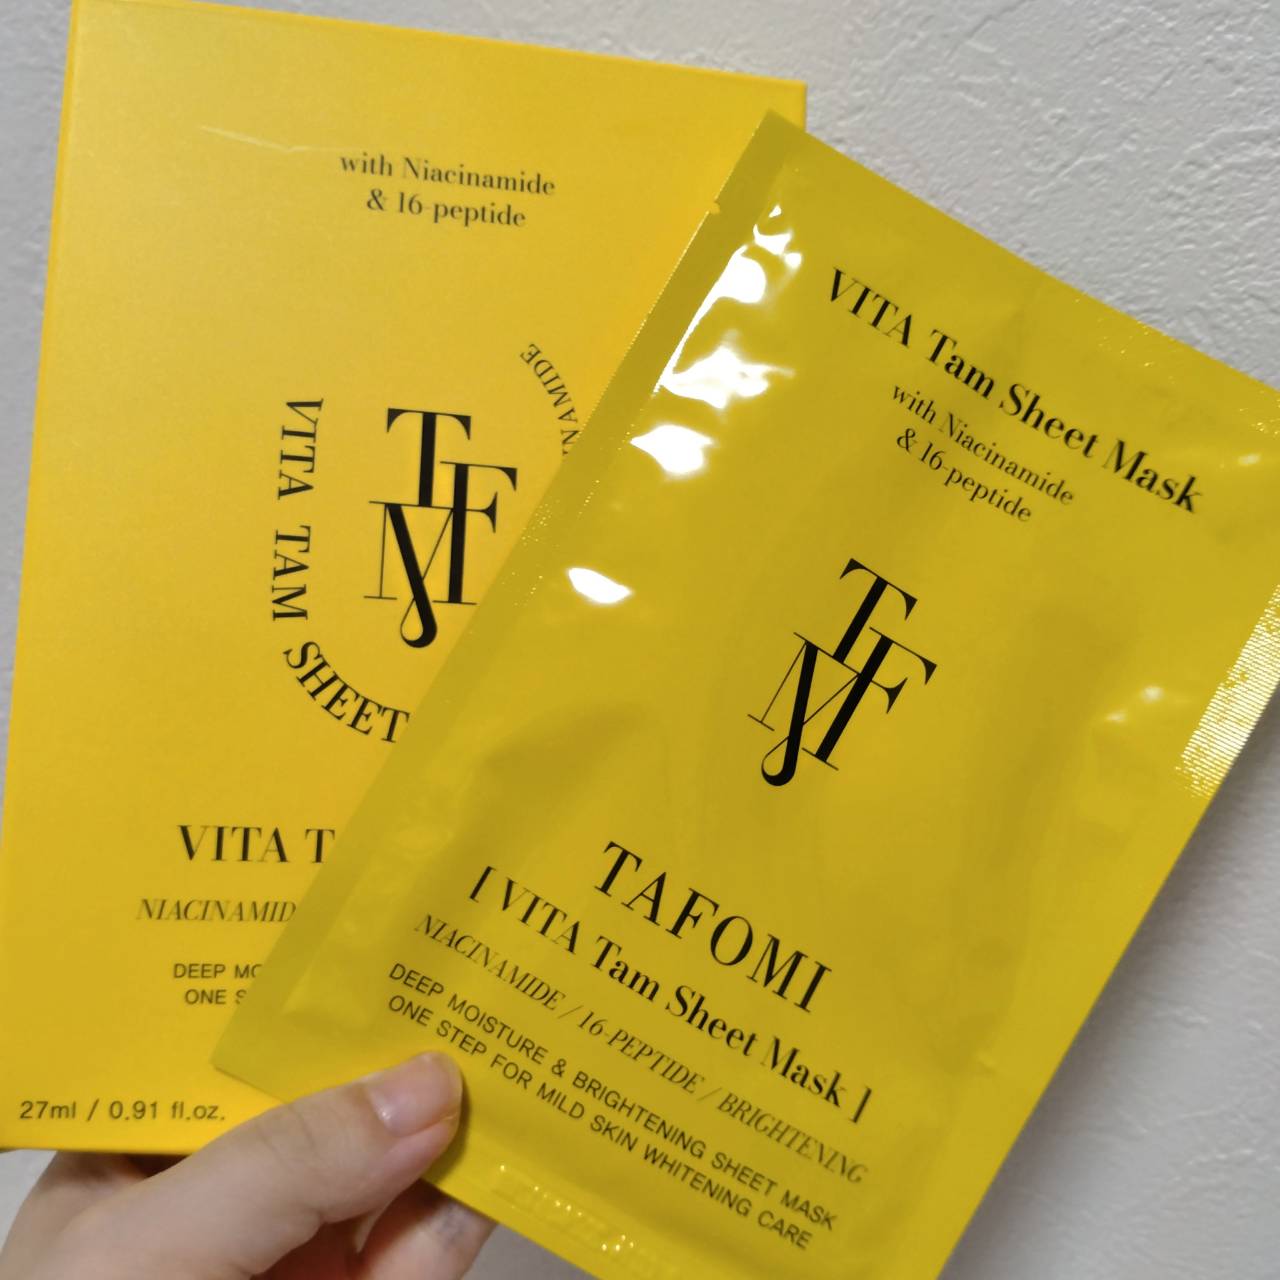 with Niacinamide
& 16-peptide
VITA TAM SHEET
TFM
VITA
DEEP
ONE
27ml / 0.91 fl.oz.
VITA Tam Sheet Mask
with Niacinamide
& 16-peptide
TFM
TAFOMI
[ VITA Tam Sheet Mask ]
NIACINAMIDE / 16-PEPTIDE / BRIGHTENING
DEEP MOISTURE & BRIGHTENING SHEET MASK
ONE STEP FOR MILD SKIN WHITENING CARE